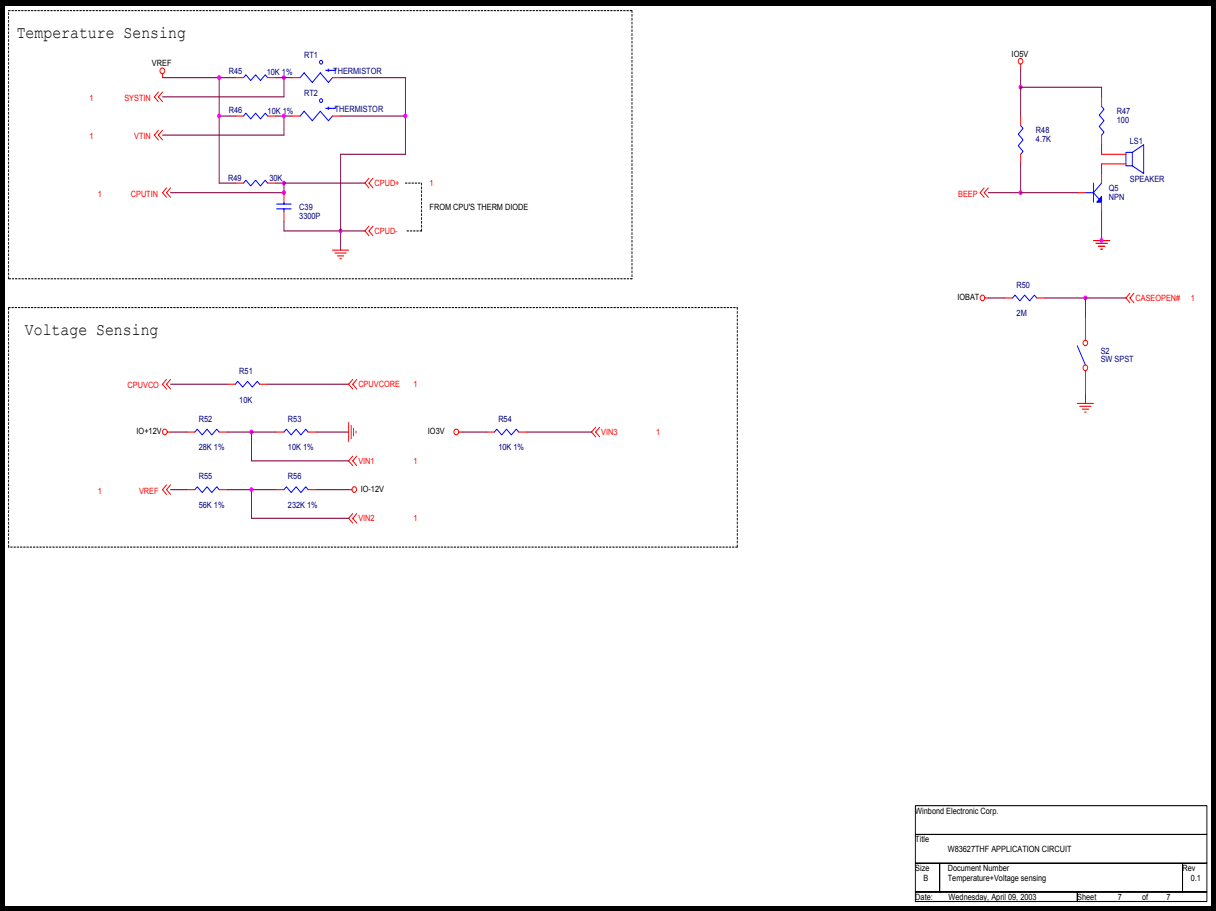 Temperature Sensing
VREF
RT1
R45
10K 1%
THERMISTOR
1 SYSTIN
RT2
R46
10K 1%
THERMISTOR
1 VTIN
R49
30K
CPUD+ 1
1 CPUTIN
C39
3300P
FROM CPU'S THERM DIODE
CPUD-
IO5V
R47
100
R48
4.7K
LS1
SPEAKER
BEEP
Q5
NPN
R50
IOBAT
CASEOPEN# 1
2M
S2
SW SPST
Voltage Sensing
R51
CPUVCO
CPUVCORE 1
10K
R52
R53
R54
IO+12V
IO3V
VIN3 1
28K 1%
10K 1%
10K 1%
VIN1 1
R55
R56
1 VREF
IO-12V
56K 1%
232K 1%
VIN2 1
Winbond Electronic Corp.
Title
W83627THF APPLICATION CIRCUIT
Size Document Number Rev
B Temperature+Voltage sensing 0.1
Date: Wednesday, April 09, 2003 Sheet 7 of 7